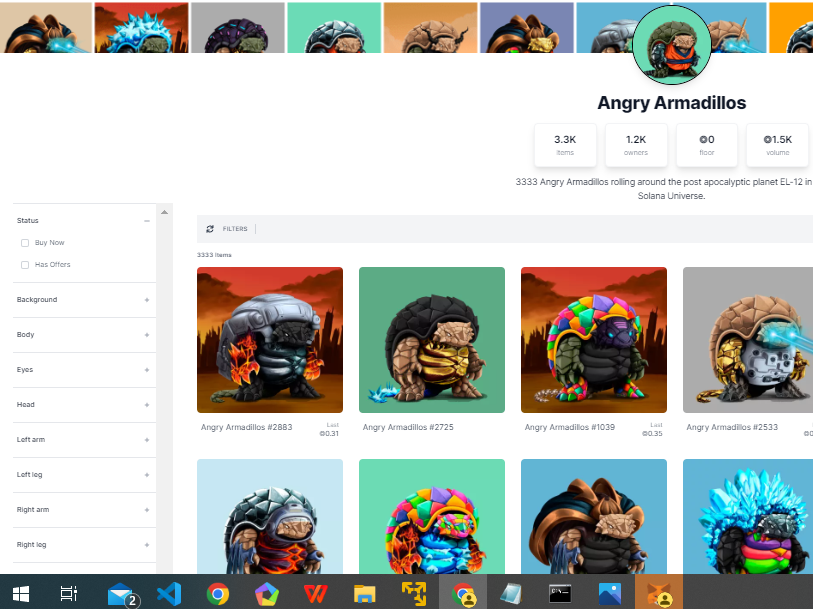 Angry Armadillos
3.3K
items
1.2K
owners
0
floor
1.5K
volume
3333 Angry Armadillos rolling around the post apocalyptic planet EL-12 in
Solana Universe.
Status
Buy Now
Has Offers
Background
Body
Eyes
Head
Left arm
Left leg
Right arm
Right leg
FILTERS
3333 Items
Angry Armadillos #2883
Last
0.31
Angry Armadillos #2725
Angry Armadillos #1039
Last
0.35
Angry Armadillos #2533
2